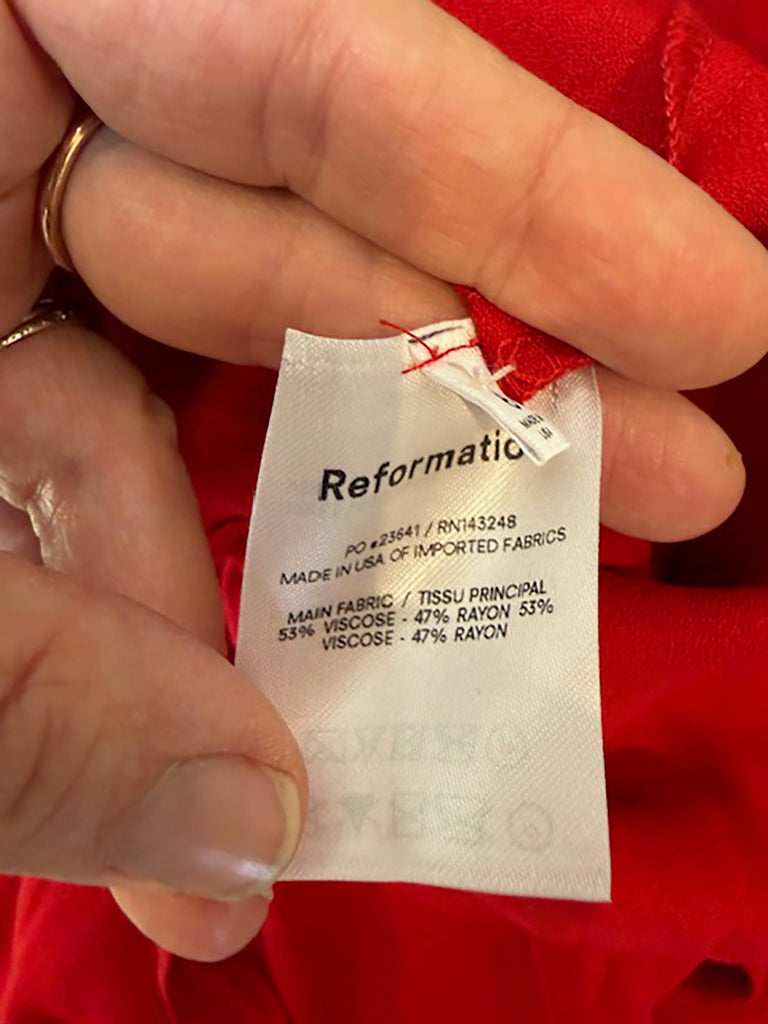 Reformatio
PO #23641 / RN143248
MADE IN USA OF IMPORTED FABRICS
MAIN FABRIC / TISSU PRINCIPAL
53% VISCOSE - 47% RAYON 53%
VISCOSE - 47% RAYON